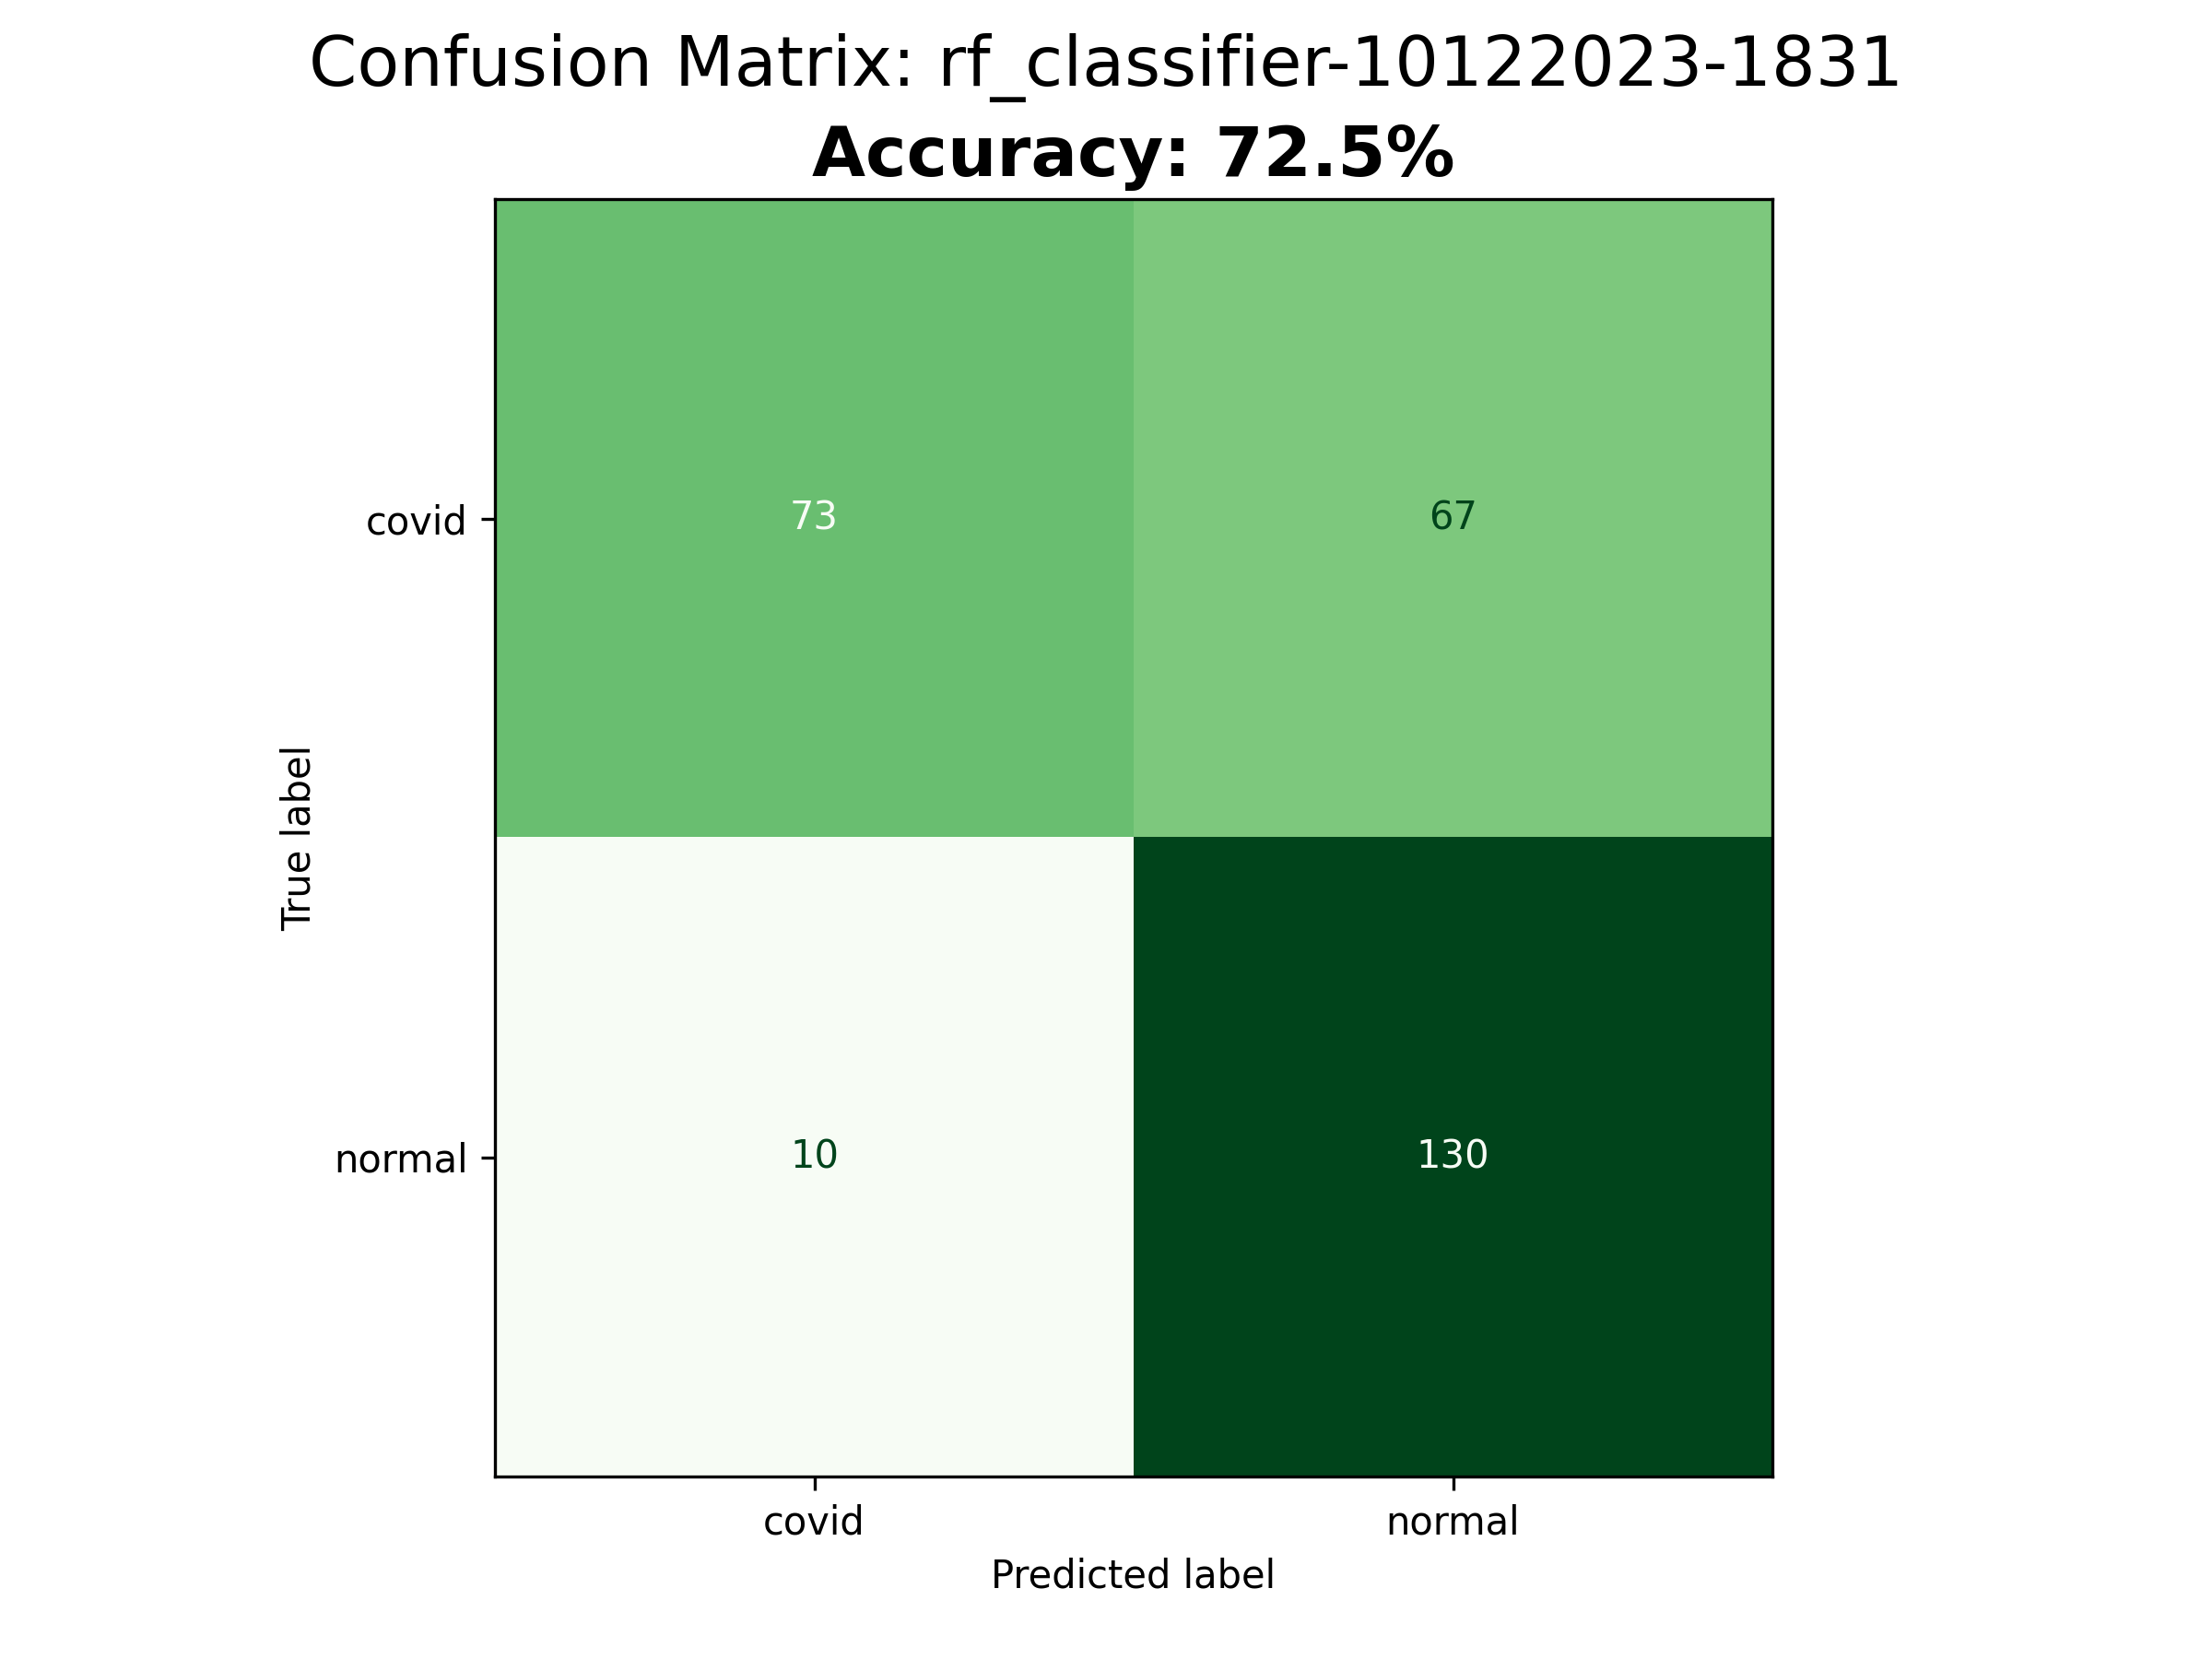 Confusion Matrix: rf_classifier-10122023-1831
Accuracy: 72.5%
covid
73
67
True label
normal
10
130
covid
normal
Predicted label